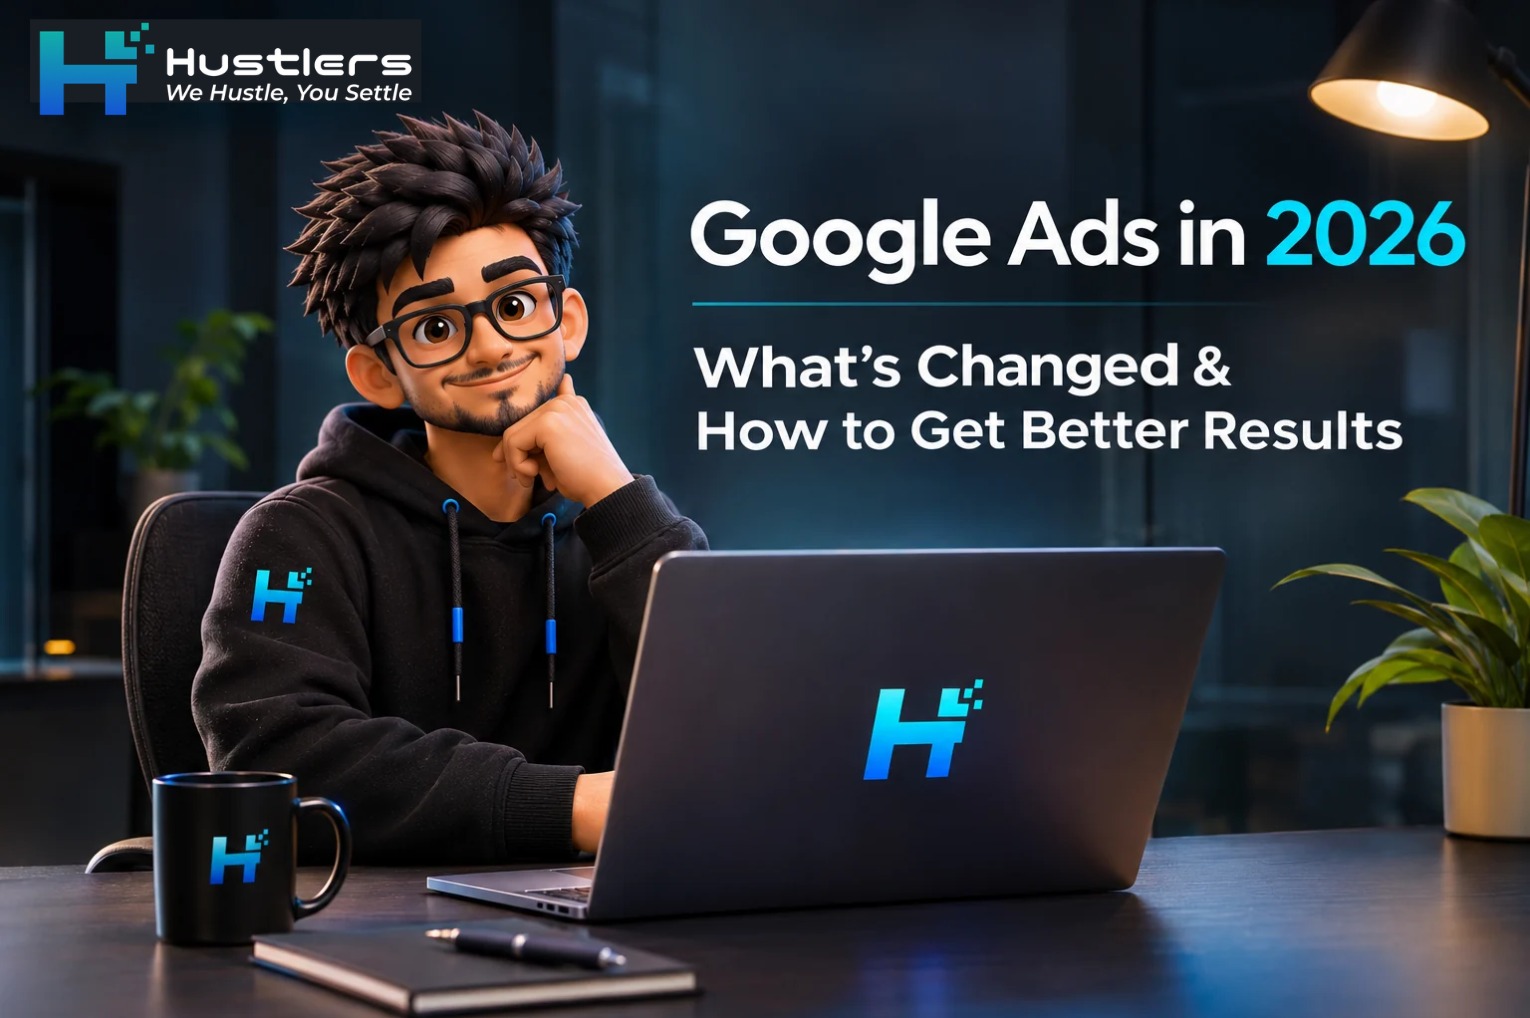 Hustlers
We Hustle, You Settle
Google Ads in 2026
What's Changed &
How to Get Better Results